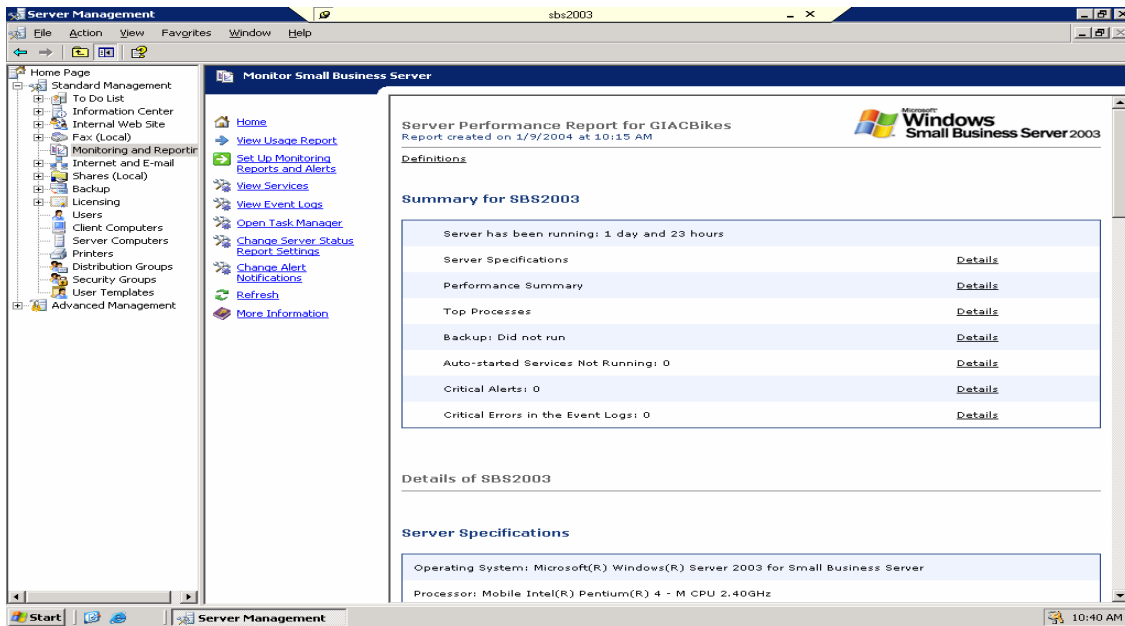 Server Management
sbs2003
File Action View Favorites Window Help
Home Page
Standard Management
To Do List
Information Center
Internal Web Site
Fax (Local)
Monitoring and Reportin
Internet and E-mail
Shares (Local)
Backup
Licensing
Users
Client Computers
Server Computers
Printers
Distribution Groups
Security Groups
User Templates
Advanced Management
Monitor Small Business Server
Home
View Usage Report
Set Up Monitoring
Reports and Alerts
View Services
View Event Logs
Open Task Manager
Change Server Status
Report Settings
Change Alert
Notifications
Refresh
More Information
Server Performance Report for GIACBikes
Report created on 1/9/2004 at 10:15 AM
Microsoft
Windows
Small Business Server 2003
Definitions
Summary for SBS2003
Server has been running: 1 day and 23 hours
Server Specifications Details
Performance Summary Details
Top Processes Details
Backup: Did not run Details
Auto-started Services Not Running: 0 Details
Critical Alerts: 0 Details
Critical Errors in the Event Logs: 0 Details
Details of SBS2003
Server Specifications
Operating System: Microsoft(R) Windows(R) Server 2003 for Small Business Server
Processor: Mobile Intel(R) Pentium(R) 4 - M CPU 2.40GHz
Start
Server Management
10:40 AM